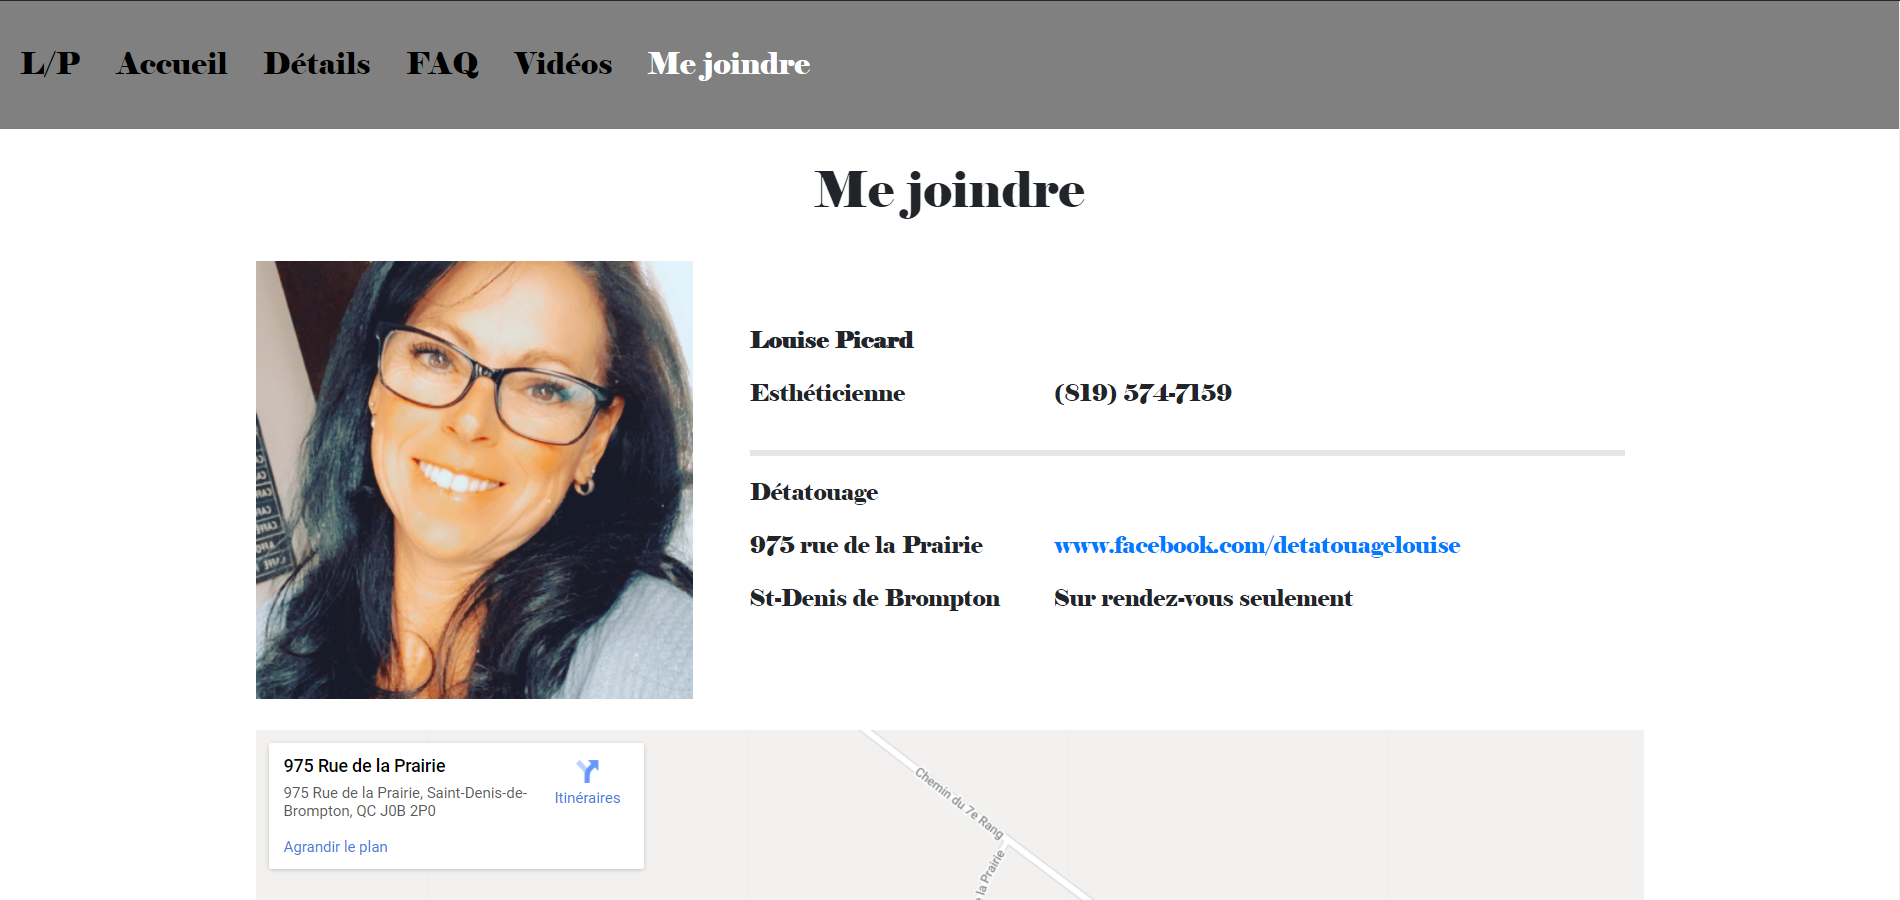 L/P Accueil Détails FAQ Vidéos Me joindre
Me joindre
Louise Picard
Esthéticienne (819) 574-7159
Détatouage
975 rue de la Prairie www.facebook.com/detatouagelouise
St-Denis de Brompton Sur rendez-vous seulement
975 Rue de la Prairie
975 Rue de la Prairie, Saint-Denis-de-
Brompton, QC J0B 2P0
Itinéraires
Agrandir le plan
Chemin du 7e Rang
la Prairie